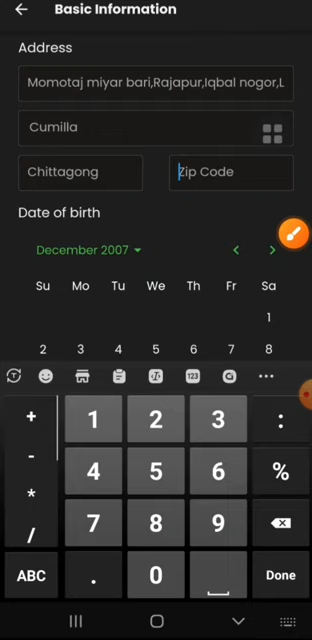 Basic Information
Address
Momotaj miyar bari,Rajapur,Iqbal nogor,L
Cumilla
Chittagong
Zip Code
Date of birth
December 2007
Su Mo Tu We Th Fr Sa
1
2 3 4 5 6 7 8
T 123 G
+ 1 2 3 :
- 4 5 6 %
* 7 8 9
/
ABC . 0 Done